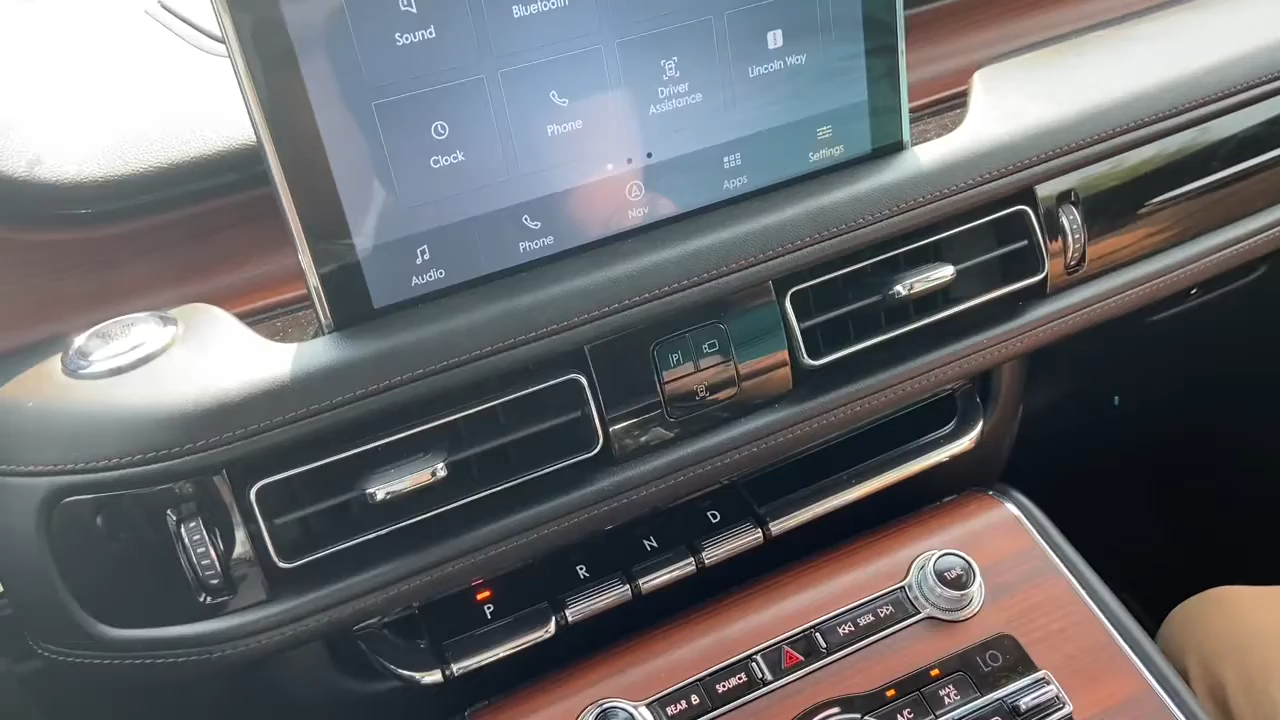 Sound
Bluetooth
Clock
Phone
Driver
Assistance
Lincoln Way
Audio
Phone
Nav
Apps
Settings
|P|
P
R
N
D
REAR
SOURCE
SEEK
TUNE
A/C
MAX
A/C
LO